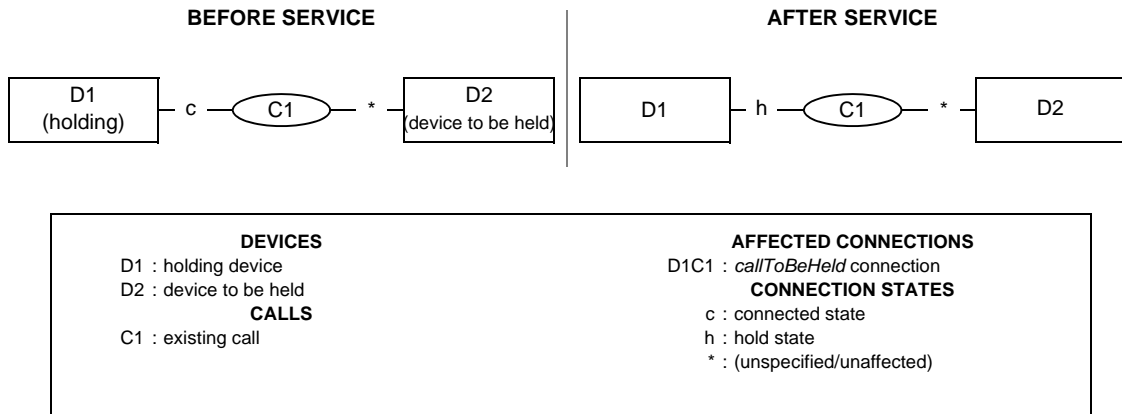 BEFORE SERVICE
AFTER SERVICE
D1
(holding)
c
C1
*
D2
(device to be held)
D1
h
C1
*
D2
DEVICES
D1 : holding device
D2 : device to be held
CALLS
C1 : existing call
AFFECTED CONNECTIONS
D1C1 : callToBeHeld connection
CONNECTION STATES
c : connected state
h : hold state
* : (unspecified/unaffected)